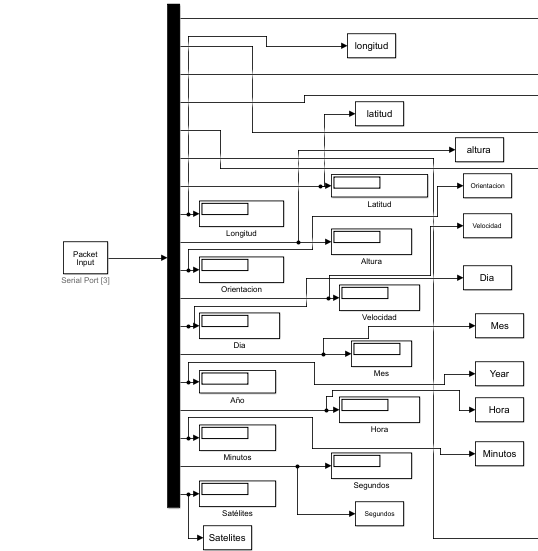 longitud
latitud
altura
Orientacion
Latitud
Longitud
Velocidad
Packet
Input
Serial Port [3]
Altura
Dia
Orientacion
Velocidad
Mes
Dia
Mes
Year
Año
Hora
Hora
Minutos
Minutos
Segundos
Satélites
Segundos
Satelites